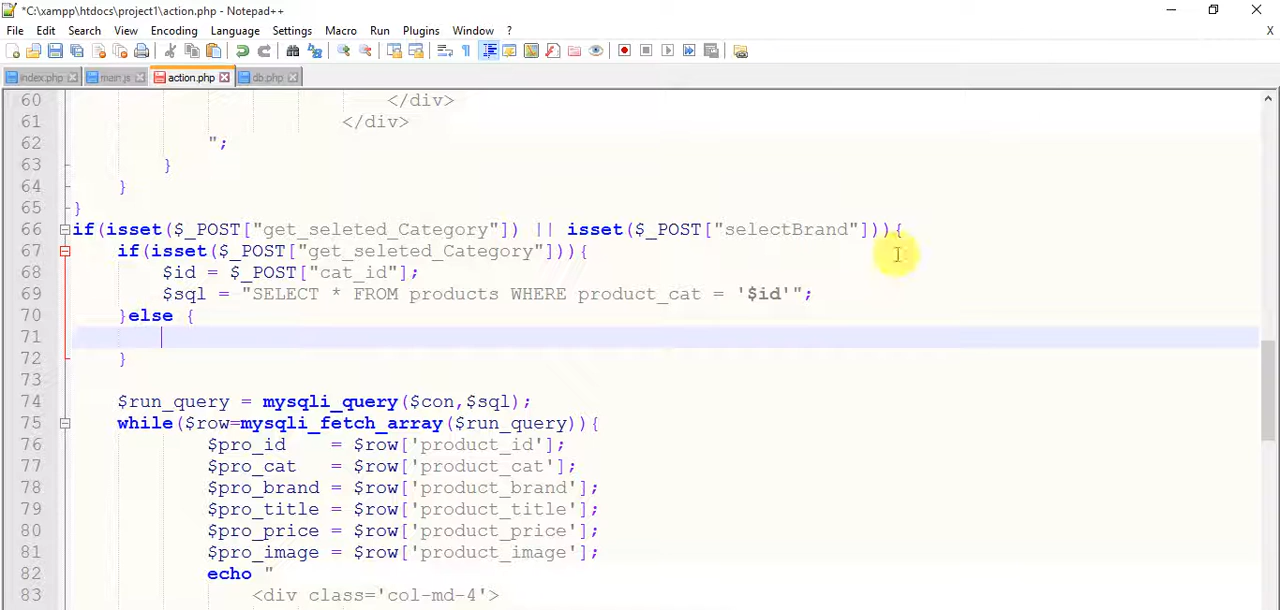 *C:\xampp\htdocs\project1\action.php - Notepad++
File Edit Search View Encoding Language Settings Macro Run Plugins Window ? X
index.php main.js action.php db.php
60 </div>
61 </div>
62 ";
63 }
64 }
65 }
66 if(isset($_POST["get_seleted_Category"]) || isset($_POST["selectBrand"])){
67 if(isset($_POST["get_seleted_Category"])){
68 $id = $_POST["cat_id"];
69 $sql = "SELECT * FROM products WHERE product_cat = '$id'";
70 }else {
71
72 }
73
74 $run_query = mysqli_query($con,$sql);
75 while($row=mysqli_fetch_array($run_query)){
76 $pro_id = $row['product_id'];
77 $pro_cat = $row['product_cat'];
78 $pro_brand = $row['product_brand'];
79 $pro_title = $row['product_title'];
80 $pro_price = $row['product_price'];
81 $pro_image = $row['product_image'];
82 echo "
83 <div class='col-md-4'>